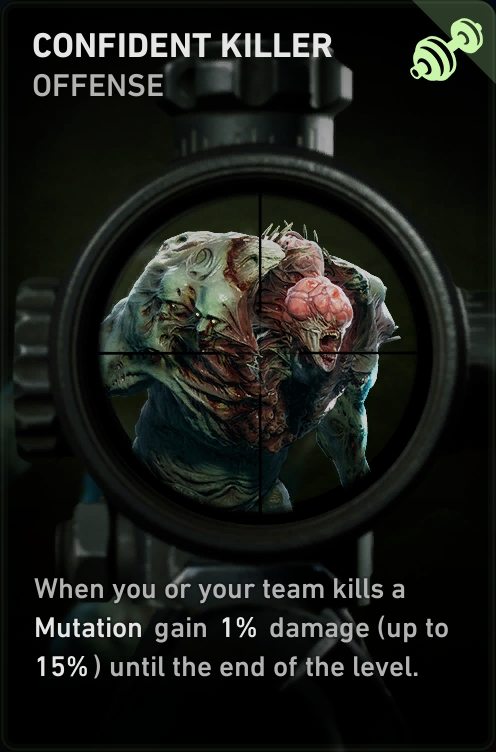 CONFIDENT KILLER
OFFENSE
When you or your team kills a
Mutation gain 1% damage (up to
15%) until the end of the level.